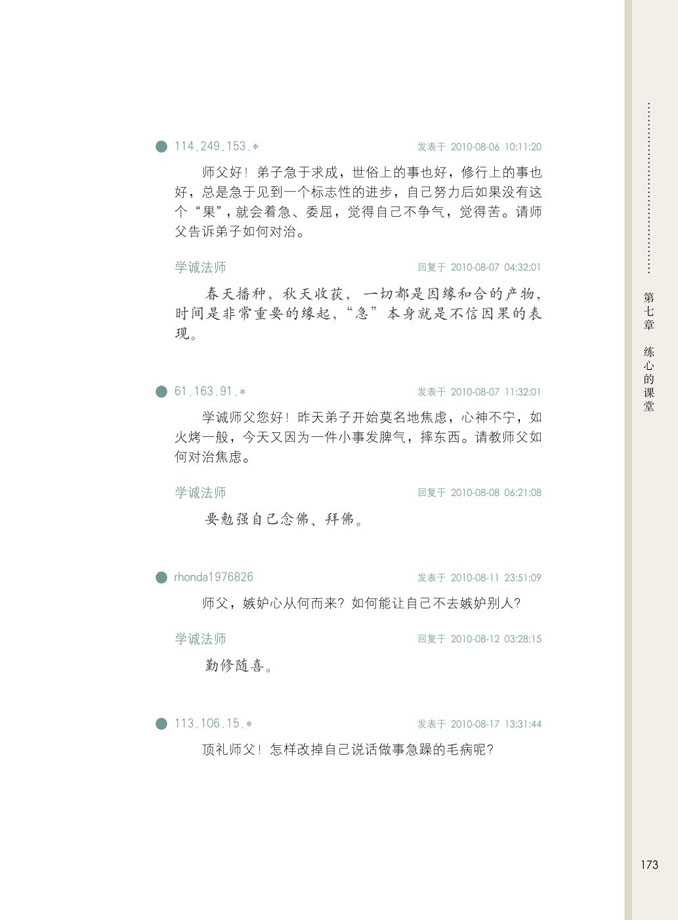 114.249.153.* 发表于 2010-08-06 10:11:20
师父好！弟子急于求成，世俗上的事也好，修行上的事也
好，总是急于见到一个标志性的进步，自己努力后如果没有这
个“果”，就会着急、委屈，觉得自己不争气，觉得苦。请师
父告诉弟子如何对治。
学诚法师 回复于 2010-08-07 04:32:01
春天播种，秋天收获，一切都是因缘和合的产物，
时间是非常重要的缘起，“急”本身就是不信因果的表
现。
61.163.91.* 发表于 2010-08-07 11:32:01
学诚师父您好！昨天弟子开始莫名地焦虑，心神不宁，如
火烤一般，今天又因为一件小事发脾气，摔东西。请教师父如
何对治焦虑。
学诚法师 回复于 2010-08-08 06:21:08
要勉强自己念佛、拜佛。
rhonda1976826 发表于 2010-08-11 23:51:09
师父，嫉妒心从何而来？如何能让自己不去嫉妒别人？
学诚法师 回复于 2010-08-12 03:28:15
勤修随喜。
113.106.15.* 发表于 2010-08-17 13:31:44
顶礼师父！怎样改掉自己说话做事急躁的毛病呢？
第七章 练心的课堂
173